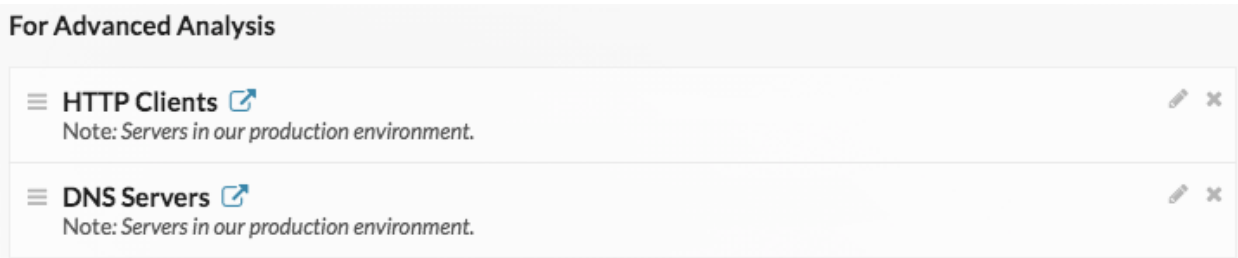 For Advanced Analysis
HTTP Clients
Note: Servers in our production environment.
DNS Servers
Note: Servers in our production environment.